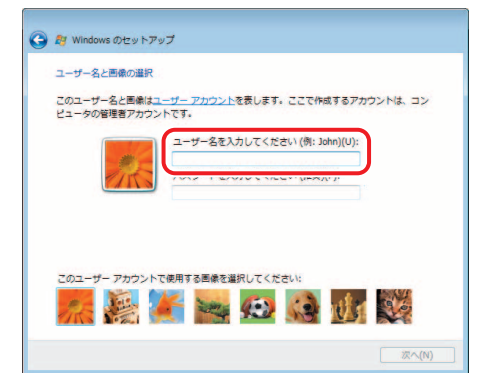 Windows のセットアップ
ユーザー名と画像の選択
このユーザー名と画像はユーザー アカウントを表します。ここで作成するアカウントは、コン
ピュータの管理者アカウントです。
ユーザー名を入力してください (例: John)(U):
このユーザー アカウントで使用する画像を選択してください:
次へ(N)